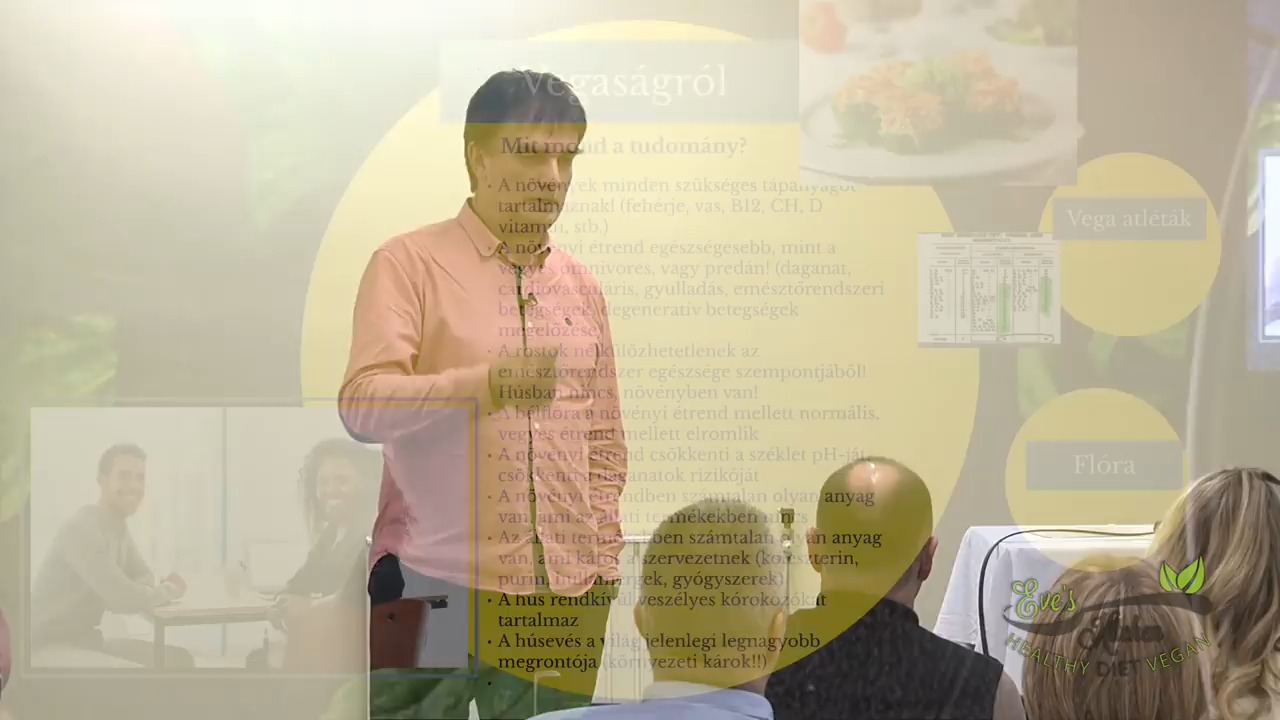 Vegaságról
Mit mond a tudomány?
• A növények minden szükséges tápanyagot
tartalmaznak! (fehérje, vas, B12, CH, D
vitamin, stb.)
• A növényi étrend egészségesebb, mint a
vegyes omnivores, vagy predán! (daganat,
cardiovascularis, gyulladás, emésztőrendszeri
betegségek, degeneratív betegségek
megelőzése)
• A rostok nélkülözhetetlenek az
emésztőrendszer egészsége szempontjából!
Húsban nincs, növényben van!
• A bélflóra a növényi étrend mellett normális,
vegyes étrend mellett elromlik
• A növényi étrend csökkenti a széklet pH-ját,
csökkenti a daganatok rizikóját
• A növényi étrendben számtalan olyan anyag
van, ami az állati termékekben nincs
• Az állati termékben számtalan olyan anyag
van, ami károt a szervezetnek (koleszterin,
purin, allergének, gyógyszerek)
• A hús rendkívül veszélyes kórokozókat
tartalmaz
• A húsevés a világ jelenlegi legnagyobb
megrontója (környezeti károk!!)
•
Vega atléták
Flóra
Eve's
HEALTHY DIET VEGAN